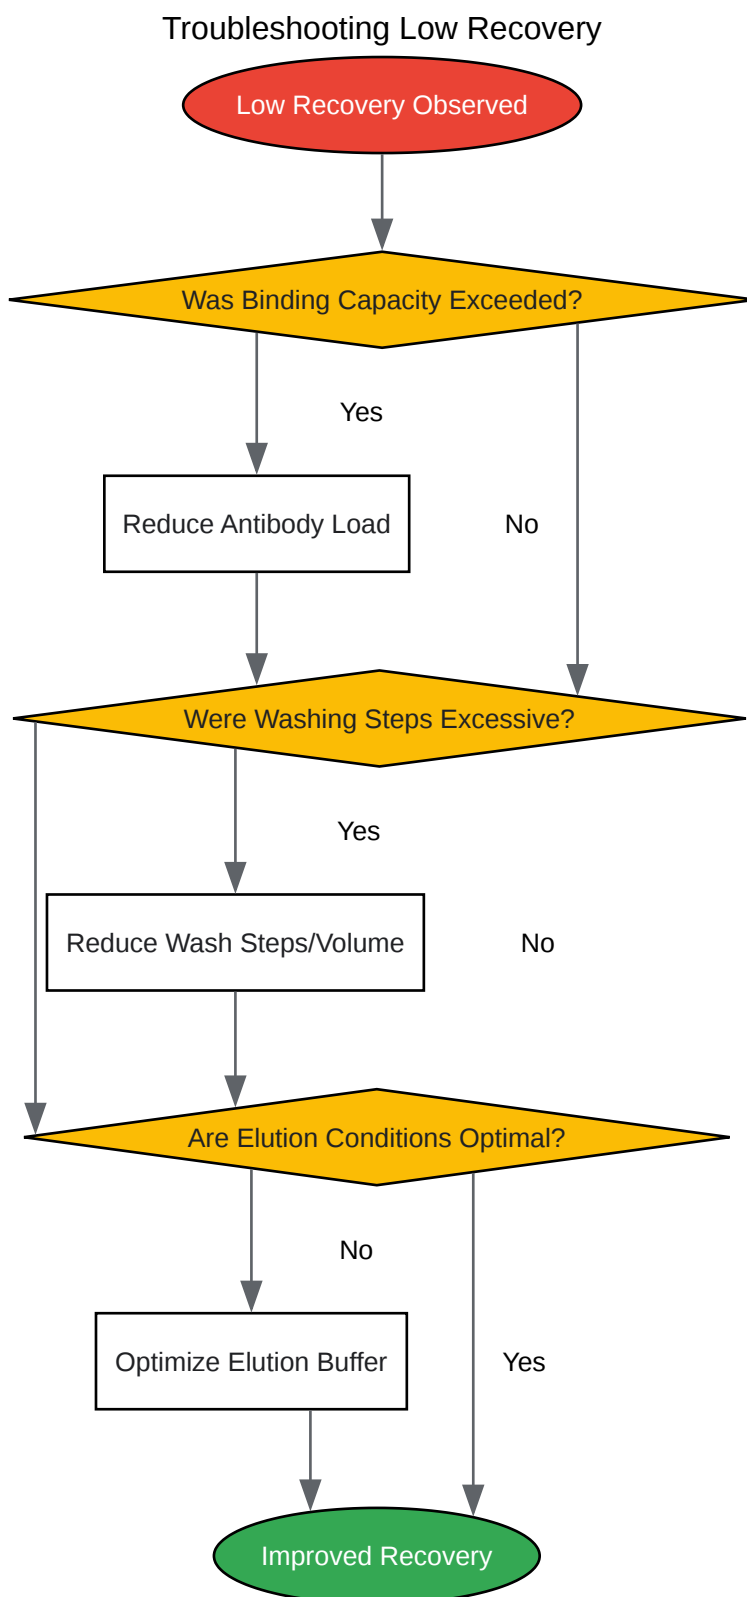 Troubleshooting Low Recovery
Low Recovery Observed
Was Binding Capacity Exceeded?
Yes
Reduce Antibody Load
No
Were Washing Steps Excessive?
Yes
Reduce Wash Steps/Volume
No
Are Elution Conditions Optimal?
No
Optimize Elution Buffer
Yes
Improved Recovery